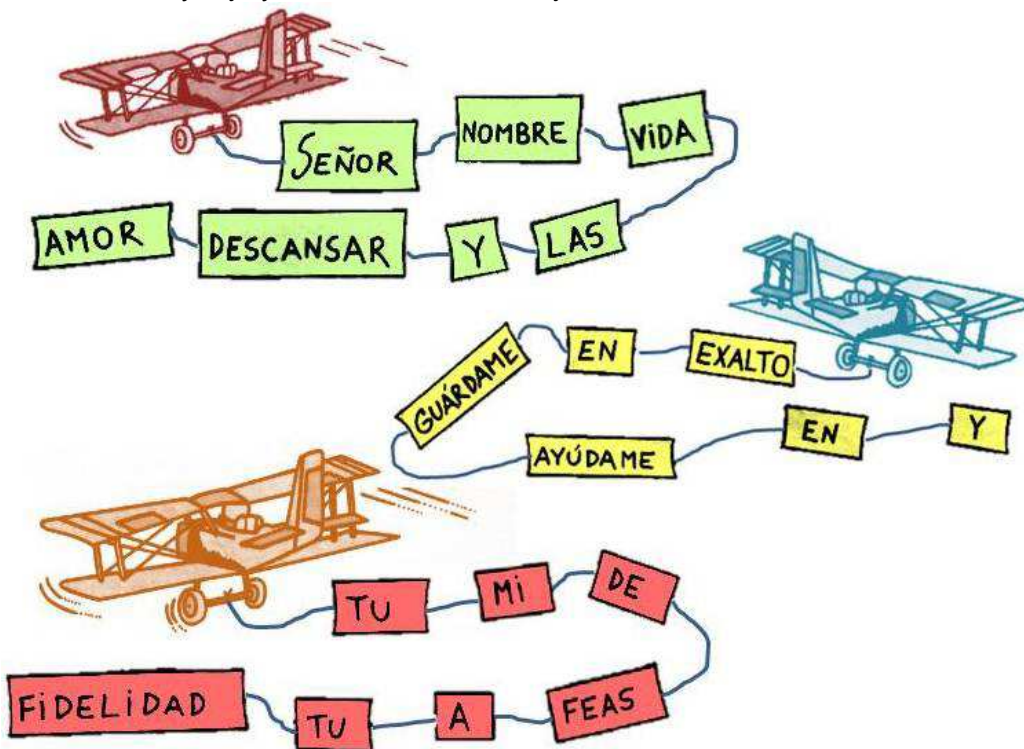 SEÑOR NOMBRE VIDA
AMOR DESCANSAR Y LAS
GUÁRDAME EN EXALTO
AYÚDAME EN Y
TU MI DE
FIDELIDAD TU A FEAS